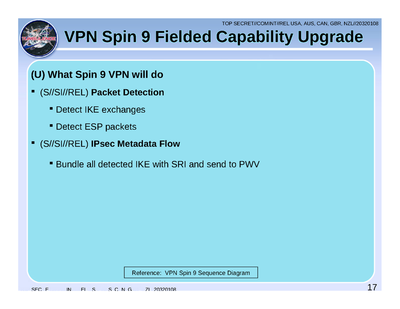 TOP SECRET//COMINT//REL USA, AUS, CAN, GBR, NZL//20320108
VPN Spin 9 Fielded Capability Upgrade
(U) What Spin 9 VPN will do
▪ (S//SI//REL) Packet Detection
▪ Detect IKE exchanges
▪ Detect ESP packets
▪ (S//SI//REL) IPsec Metadata Flow
▪ Bundle all detected IKE with SRI and send to PWV
Reference: VPN Spin 9 Sequence Diagram
20320108
17